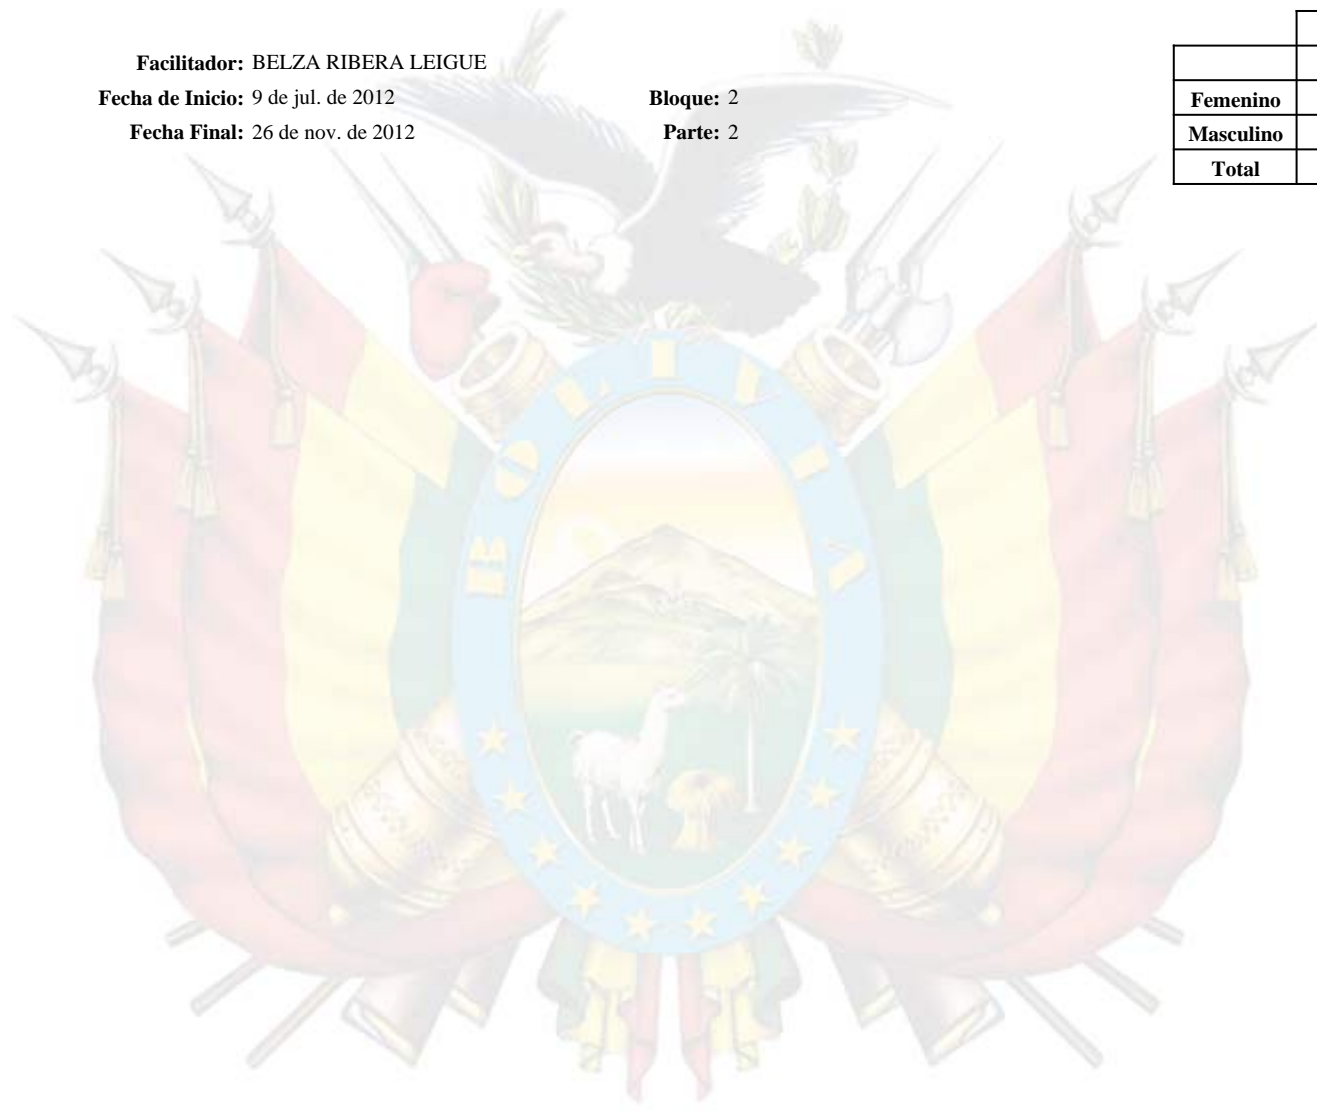 Facilitador: BELZA RIBERA LEIGUE
Fecha de Inicio: 9 de jul. de 2012 Bloque: 2
Fecha Final: 26 de nov. de 2012 Parte: 2
Femenino
Masculino
Total
BOLIVIA